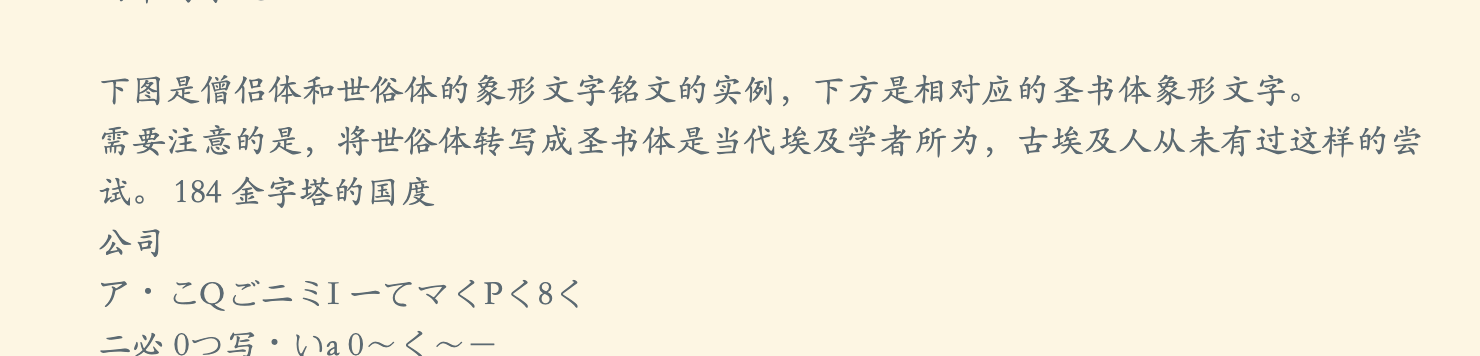 下图是僧侣体和世俗体的象形文字铭文的实例，下方是相对应的圣书体象形文字。
需要注意的是，将世俗体转写成圣书体是当代埃及学者所为，古埃及人从未有过这样的尝
试。 184 金字塔的国度
公司
ア・こQごニミI ーてマくPく8く
二必 0つ写・いa 0～く～－